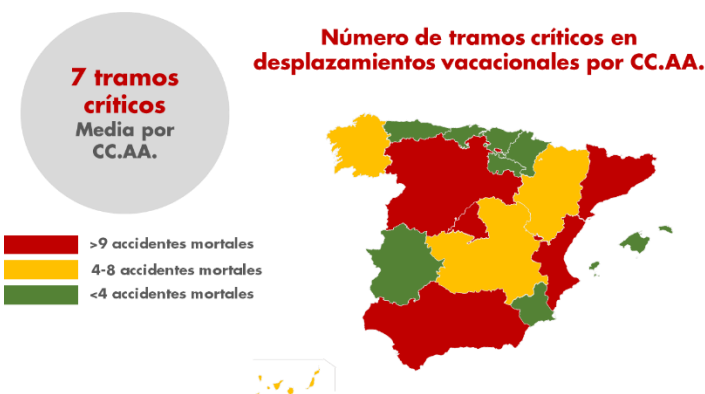 7 tramos
críticos
Media por
CC.AA.
Número de tramos críticos en
desplazamientos vacacionales por CC.AA.
>9 accidentes mortales
4-8 accidentes mortales
<4 accidentes mortales